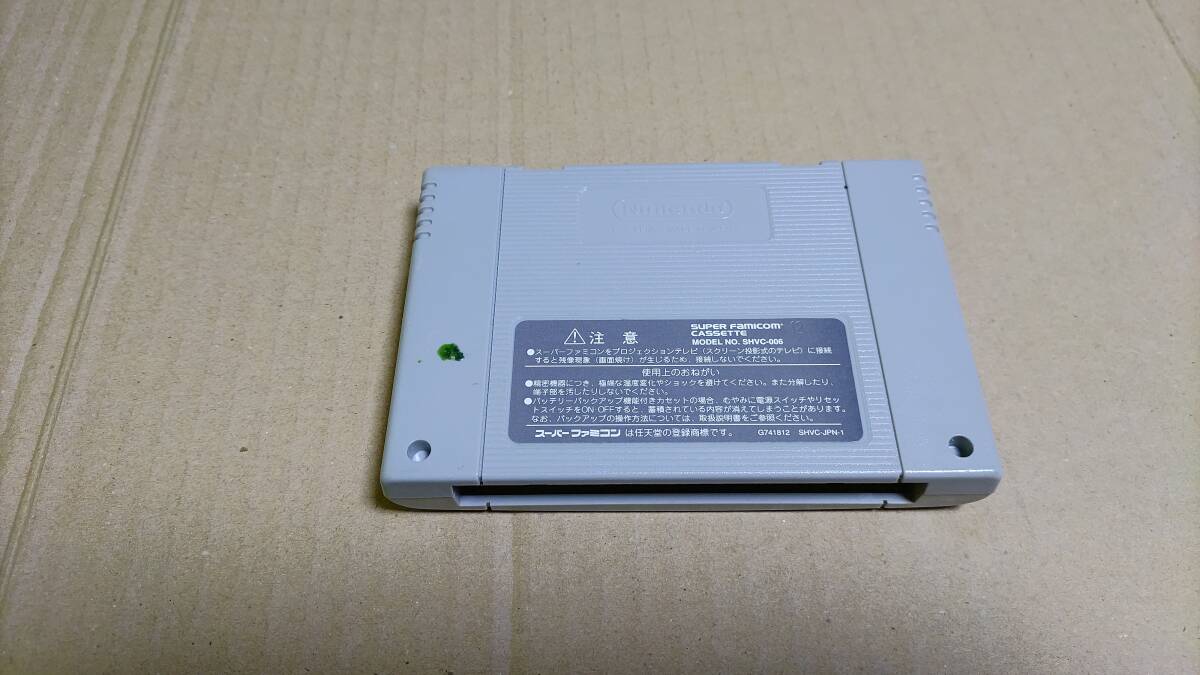 Nintendo
⚠注意
SUPER FAMICOM
CASSETTE
MODEL NO. SHVC-006
●スーパーファミコンをプロジェクションテレビ（スクリーン投影式のテレビ）に接続
すると残像現象（画面焼け）が生じるため、接続しないでください。
使用上のおねがい
●精密機器につき、極端な温度変化やショックを避けてください。また分解したり、
端子部を汚したりしないでください。
●バッテリーバックアップ機能付きカセットの場合、むやみに電源スイッチやリセッ
トスイッチをON・OFFすると、蓄積されている内容が消えてしまうことがあります。
なお、バックアップの操作方法については、取扱説明書をご参照ください。
スーパーファミコン は任天堂の登録商標です。
G741812 SHVC-JPN-1